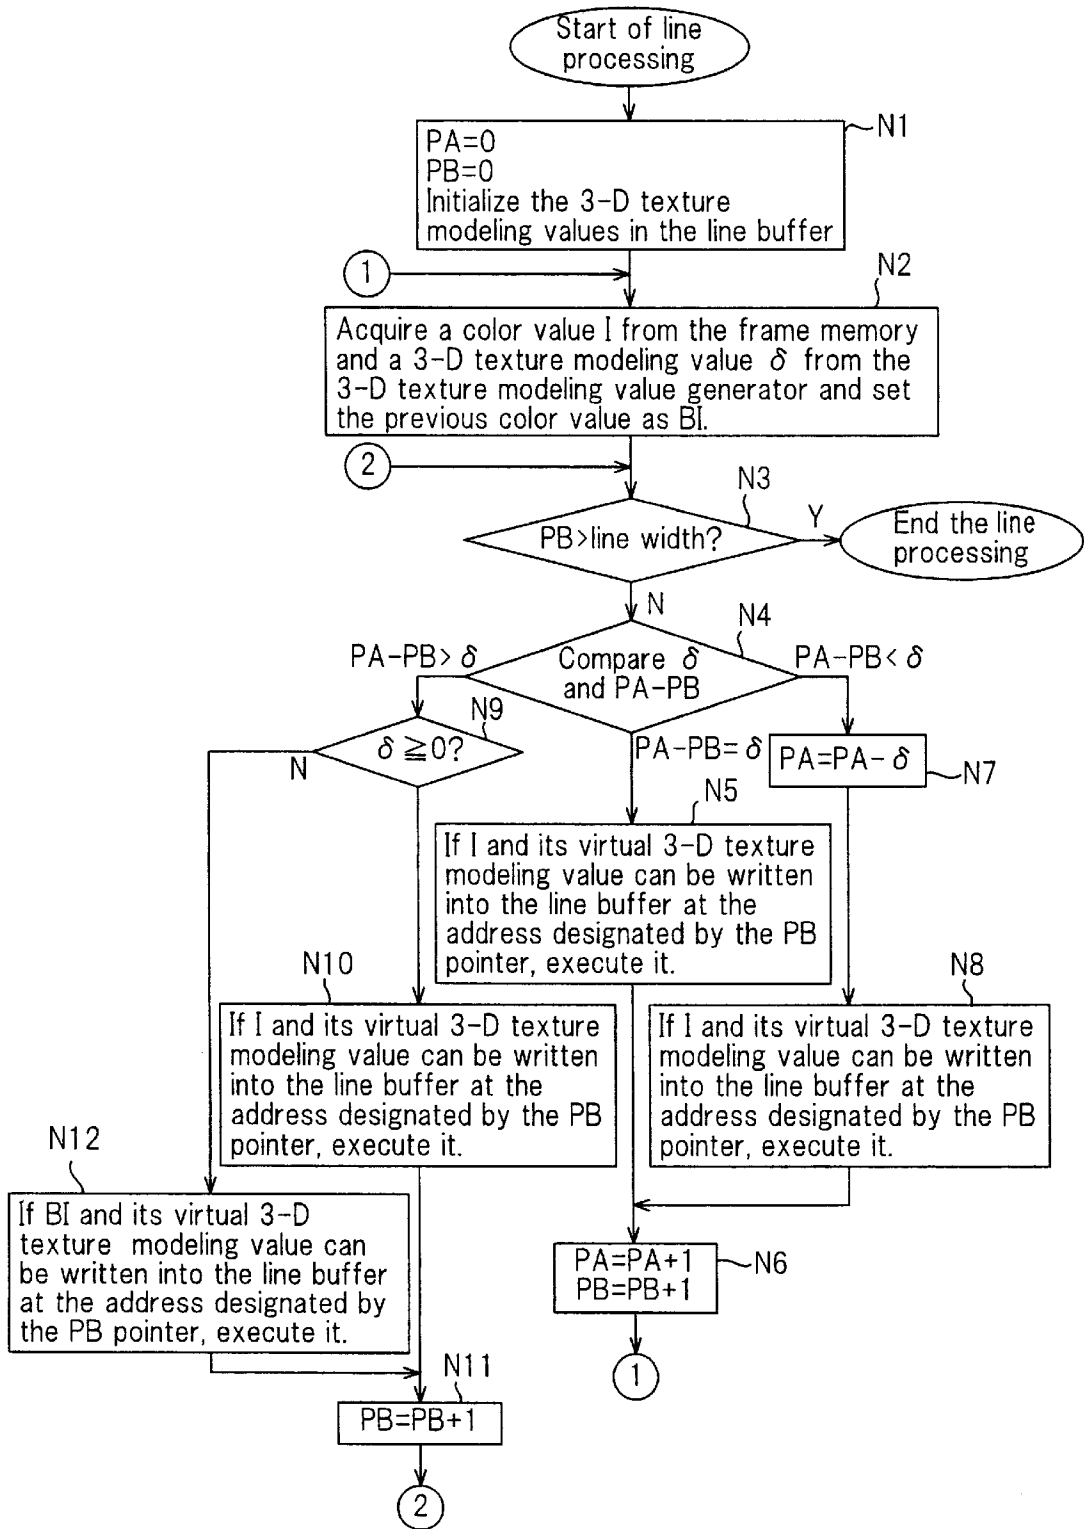 Start of line
processing
N1
PA=0
PB=0
Initialize the 3-D texture
modeling values in the line buffer
1
N2
Acquire a color value I from the frame memory
and a 3-D texture modeling value δ from the
3-D texture modeling value generator and set
the previous color value as BI.
2
N3
PB>line width?
Y
End the line
processing
N
N4
PA-PB>δ
Compare δ
and PA-PB
PA-PB<δ
N9
δ≧0?
N
PA-PB=δ
PA=PA-δ
N7
N5
If I and its virtual 3-D texture
modeling value can be written
into the line buffer at the
address designated by the PB
pointer, execute it.
N10
If I and its virtual 3-D texture
modeling value can be written
into the line buffer at the
address designated by the PB
pointer, execute it.
N8
If I and its virtual 3-D texture
modeling value can be written
into the line buffer at the
address designated by the PB
pointer, execute it.
N12
If BI and its virtual 3-D
texture modeling value can
be written into the line buffer
at the address designated by
the PB pointer, execute it.
PA=PA+1
PB=PB+1
N6
1
N11
PB=PB+1
2